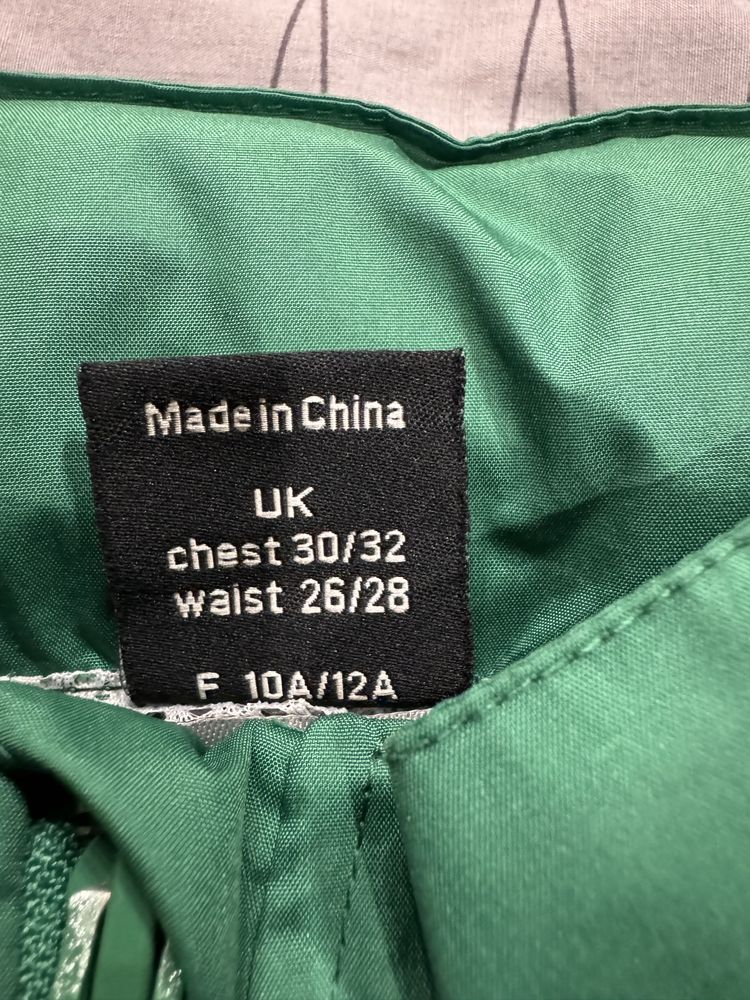 Made in China
UK
chest 30/32
waist 26/28
F 10A/12A